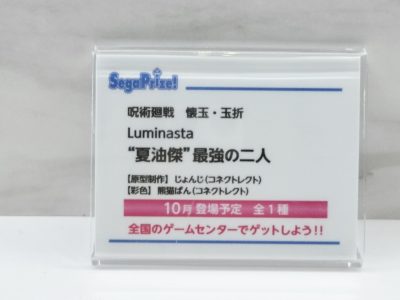 SegaPrize!
呪術廻戦 懐玉・玉折
Luminasta
“夏油傑”最強の二人
【原型制作】じょんじ(コネクトレクト)
【彩色】熊猫ぱん(コネクトレクト)
10月登場予定 全1種
全国のゲームセンターでゲットしよう!!